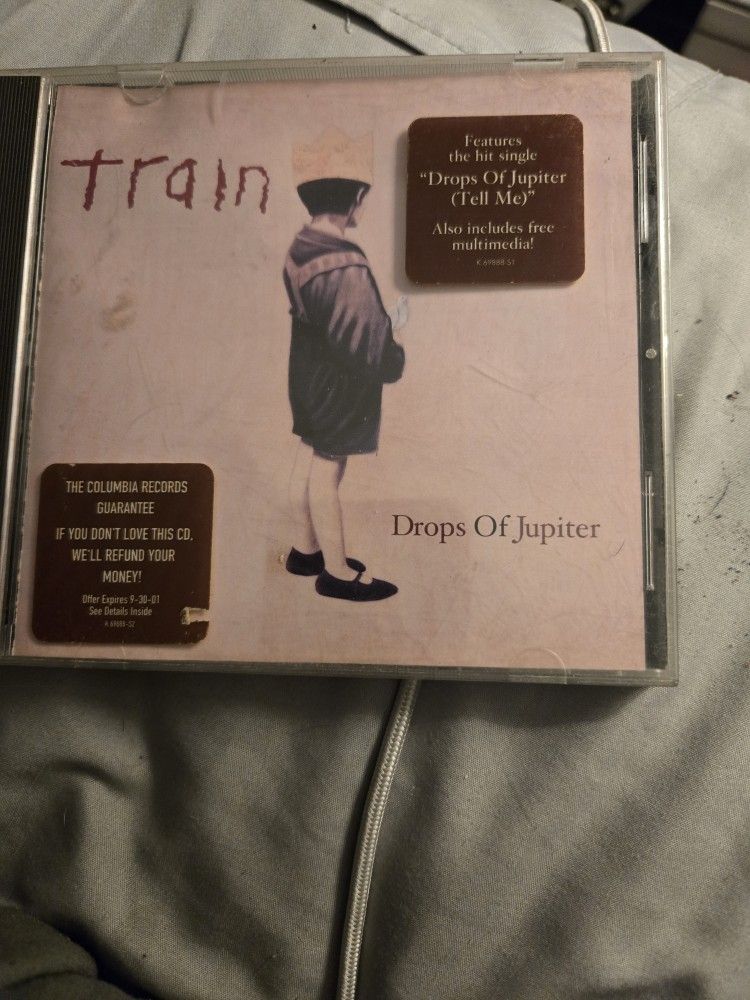 train
Features
the hit single
"Drops Of Jupiter
(Tell Me)"
Also includes free
multimedia!
K 69888-S1
THE COLUMBIA RECORDS
GUARANTEE
IF YOU DON'T LOVE THIS CD,
WE'LL REFUND YOUR
MONEY!
Offer Expires 9-30-01
See Details Inside
K 69888-S2
Drops Of Jupiter